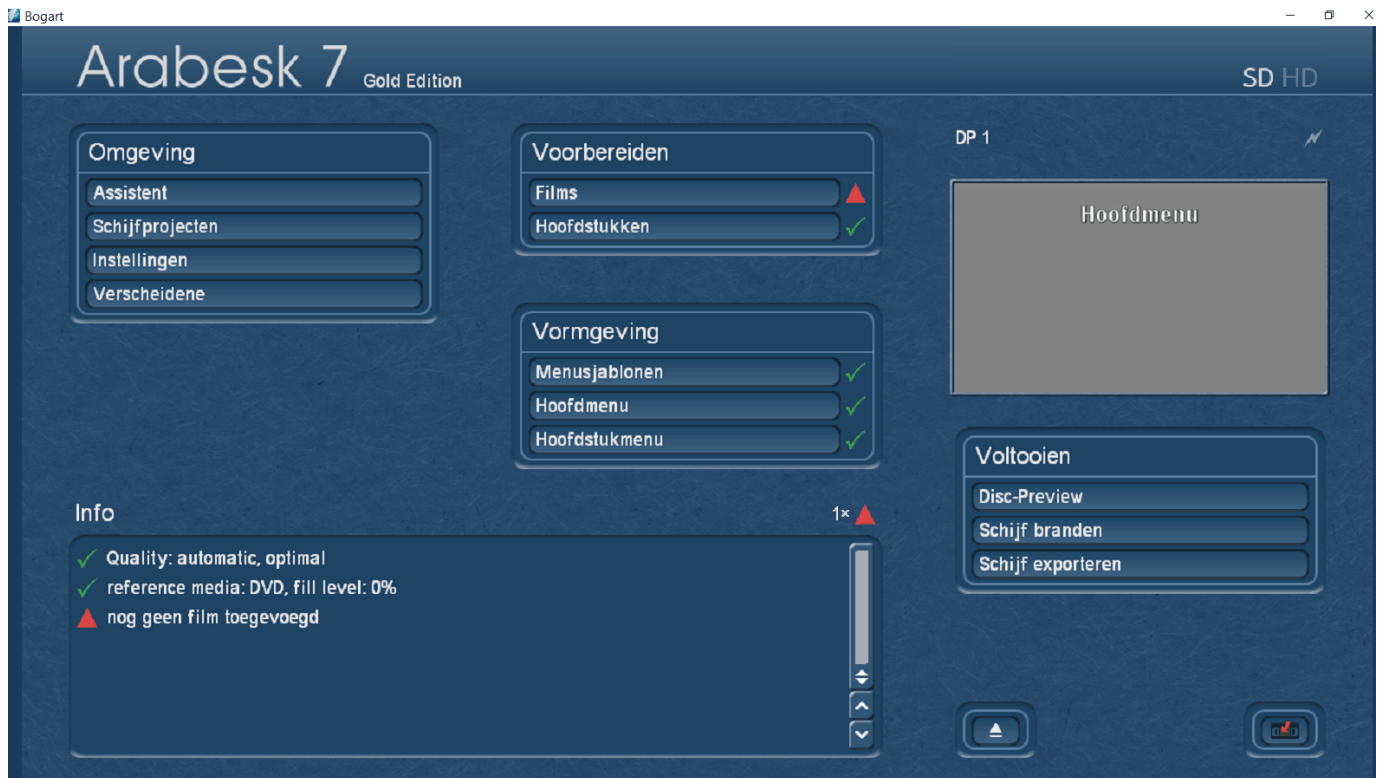 Bogart
Arabesk 7 Gold Edition
SD HD
Omgeving
Assistent
Schijfprojecten
Instellingen
Verscheidene
Voorbereiden
Films
Hoofdstukken
Vormgeving
Menusjablonen
Hoofdmenu
Hoofdstukmenu
DP 1
Hoofdmenu
Voltooien
Disc-Preview
Schijf branden
Schijf exporteren
Info
1×
Quality: automatic, optimal
reference media: DVD, fill level: 0%
nog geen film toegevoegd